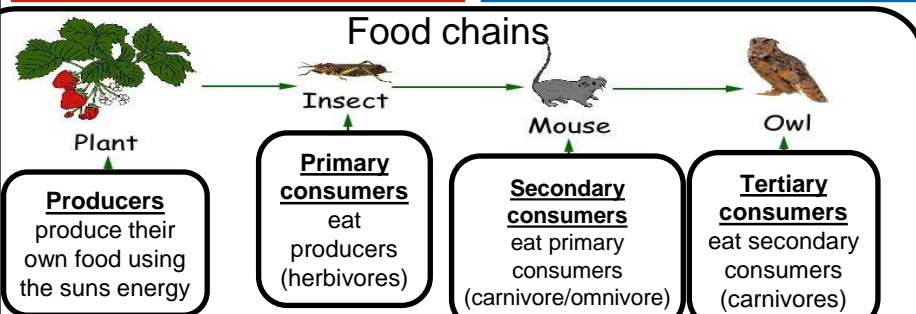 Food chains
Plant
Insect
Mouse
Owl
Producers
produce their
own food using
the suns energy
Primary
consumers
eat
producers
(herbivores)
Secondary
consumers
eat primary
consumers
(carnivore/omnivore)
Tertiary
consumers
eat secondary
consumers
(carnivores)